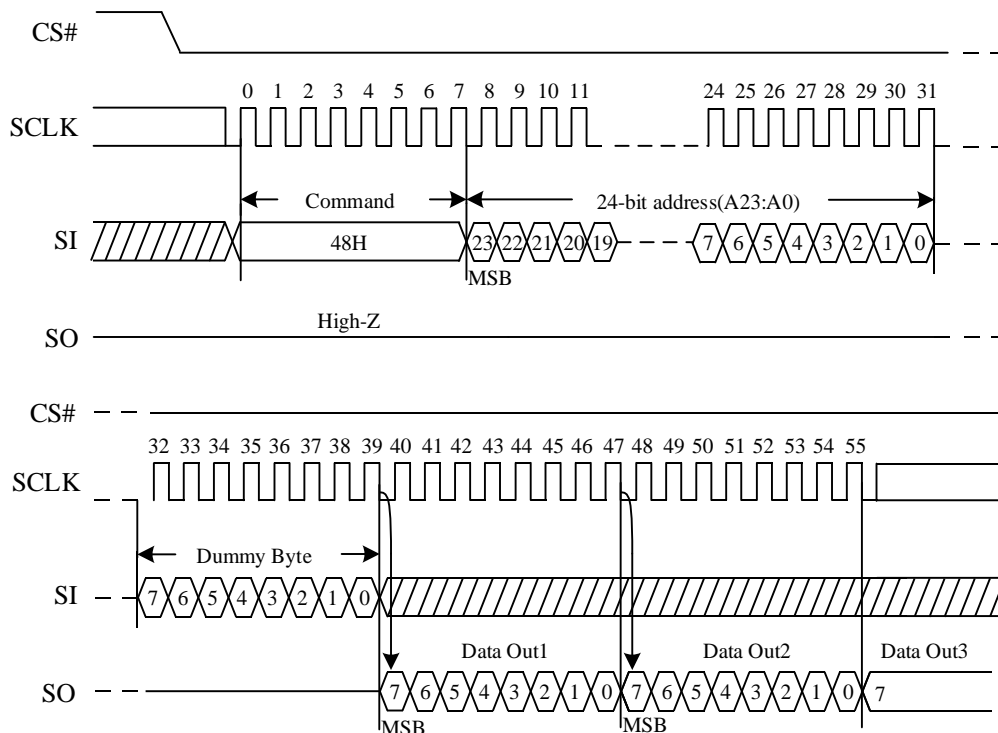 CS#
0 1 2 3 4 5 6 7 8 9 10 11 24 25 26 27 28 29 30 31
SCLK
Command 24-bit address(A23:A0)
SI 48H 23 22 21 20 19 7 6 5 4 3 2 1 0
MSB
High-Z
SO
CS#
32 33 34 35 36 37 38 39 40 41 42 43 44 45 46 47 48 49 50 51 52 53 54 55
SCLK
Dummy Byte
SI 7 6 5 4 3 2 1 0
Data Out1 Data Out2 Data Out3
SO 7 6 5 4 3 2 1 0 7 6 5 4 3 2 1 0 7
MSB MSB